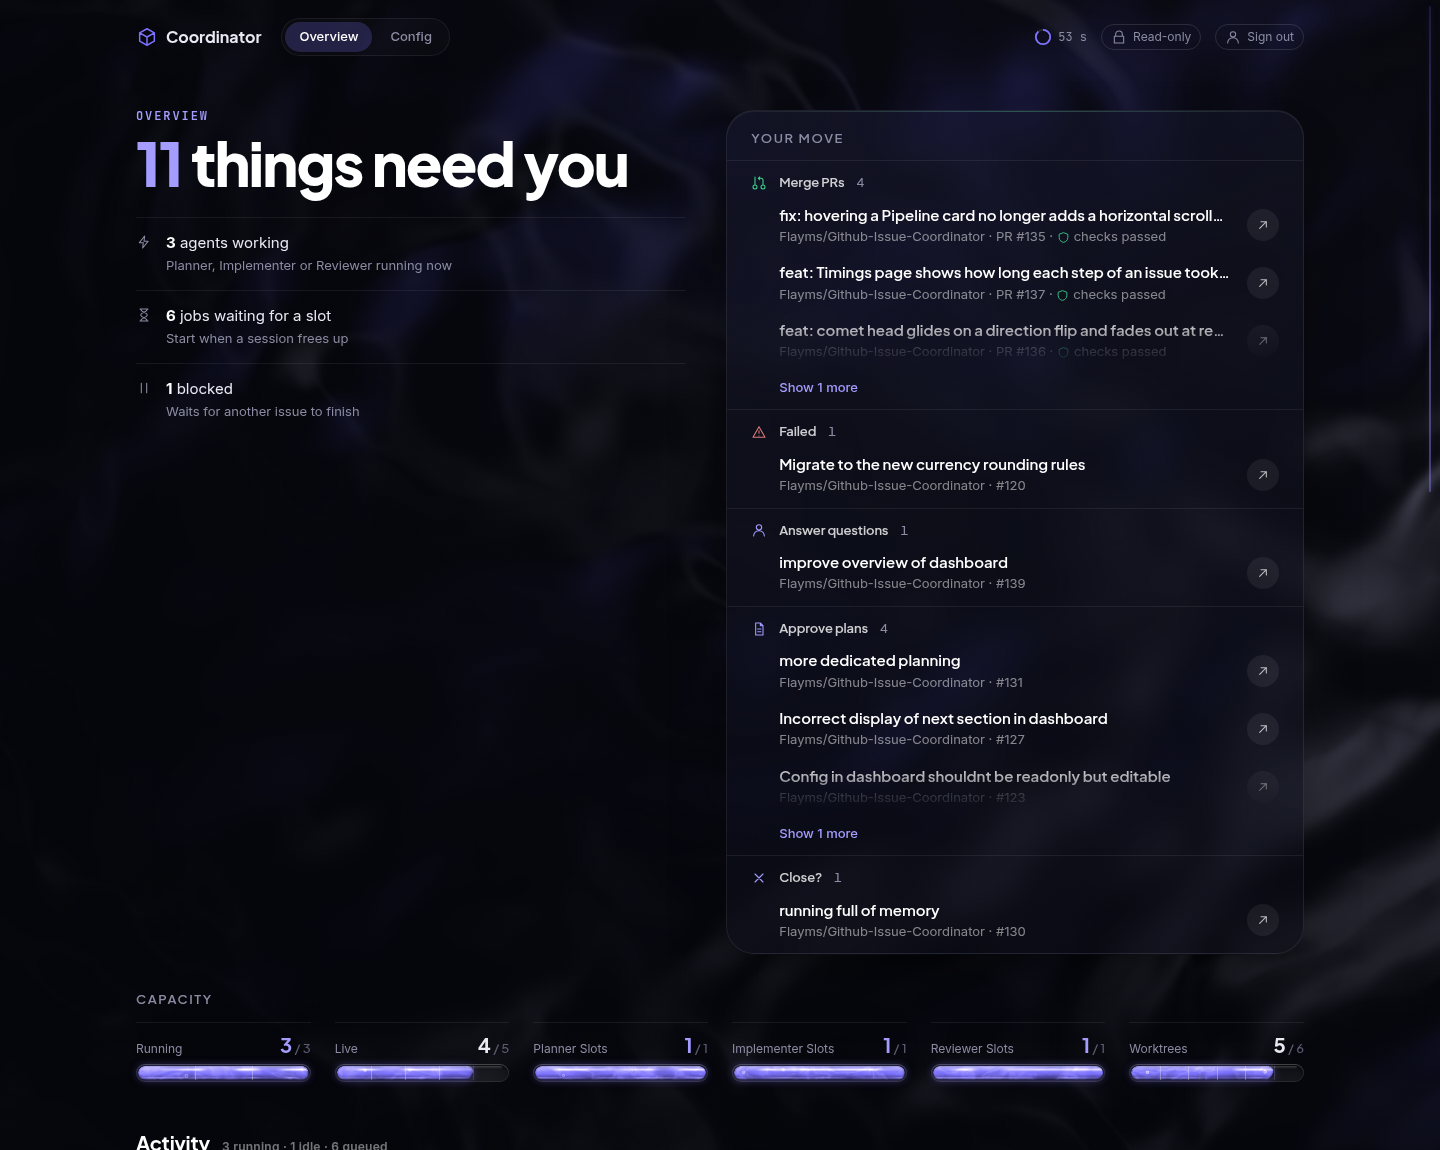 Coordinator
Overview
Config
53 s
Read-only
Sign out
OVERVIEW
11 things need you
3 agents working
Planner, Implementer or Reviewer running now
6 jobs waiting for a slot
Start when a session frees up
1 blocked
Waits for another issue to finish
YOUR MOVE
Merge PRs 4
fix: hovering a Pipeline card no longer adds a horizontal scroll…
Flayms/Github-Issue-Coordinator · PR #135 · checks passed
feat: Timings page shows how long each step of an issue took…
Flayms/Github-Issue-Coordinator · PR #137 · checks passed
feat: comet head glides on a direction flip and fades out at re…
Flayms/Github-Issue-Coordinator · PR #136 · checks passed
Show 1 more
Failed 1
Migrate to the new currency rounding rules
Flayms/Github-Issue-Coordinator · #120
Answer questions 1
improve overview of dashboard
Flayms/Github-Issue-Coordinator · #139
Approve plans 4
more dedicated planning
Flayms/Github-Issue-Coordinator · #131
Incorrect display of next section in dashboard
Flayms/Github-Issue-Coordinator · #127
Config in dashboard shouldnt be readonly but editable
Flayms/Github-Issue-Coordinator · #123
Show 1 more
Close? 1
running full of memory
Flayms/Github-Issue-Coordinator · #130
CAPACITY
Running 3 / 3
Live 4 / 5
Planner Slots 1 / 1
Implementer Slots 1 / 1
Reviewer Slots 1 / 1
Worktrees 5 / 6
Activity 3 running · 1 idle · 6 queued